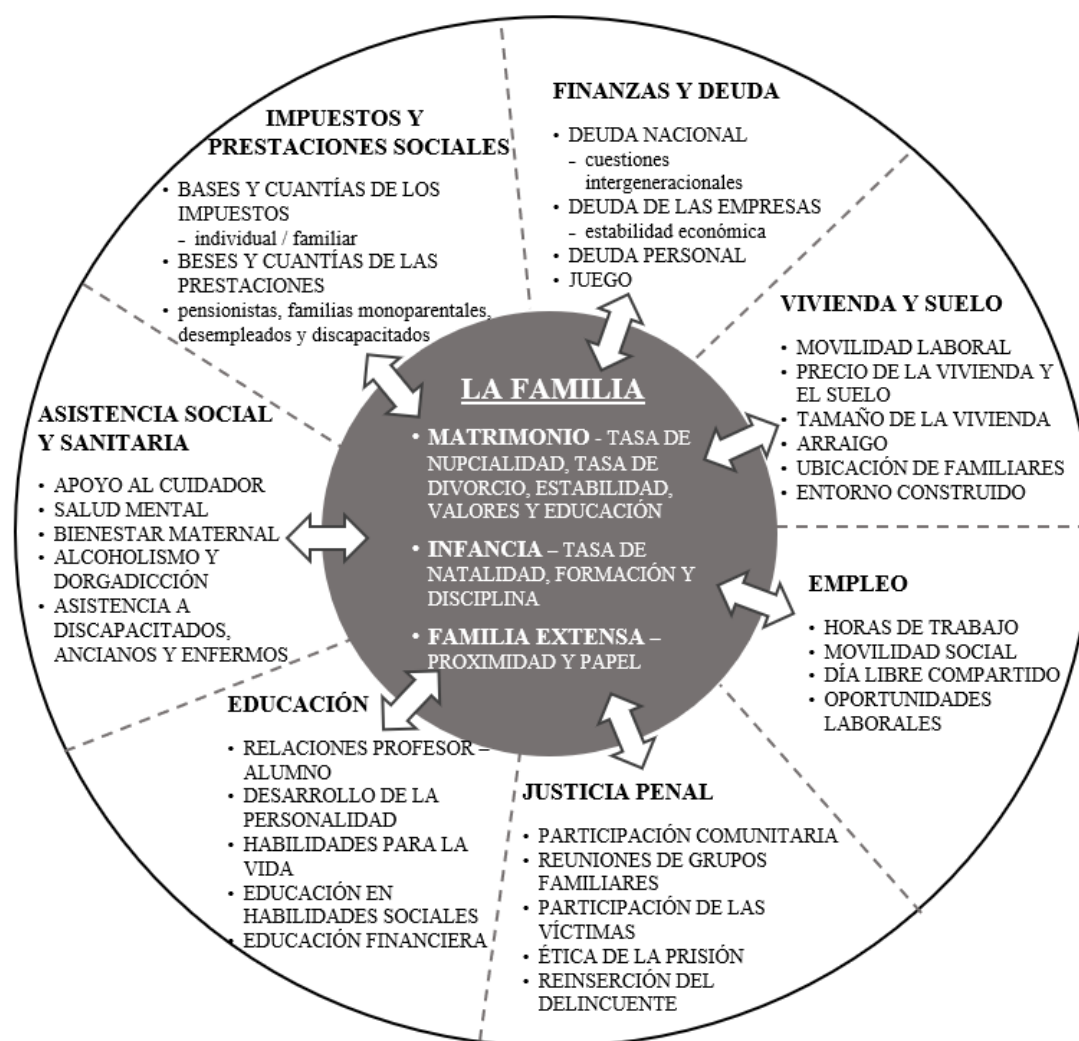 IMPUESTOS Y
PRESTACIONES SOCIALES
• BASES Y CUANTÍAS DE LOS
IMPUESTOS
- individual / familiar
• BESES Y CUANTÍAS DE LAS
PRESTACIONES
• pensionistas, familias monoparentales,
desempleados y discapacitados
FINANZAS Y DEUDA
• DEUDA NACIONAL
- cuestiones
intergeneracionales
• DEUDA DE LAS EMPRESAS
- estabilidad económica
• DEUDA PERSONAL
• JUEGO
VIVIENDA Y SUELO
• MOVILIDAD LABORAL
• PRECIO DE LA VIVIENDA Y
EL SUELO
• TAMAÑO DE LA VIVIENDA
• ARRAIGO
• UBICACIÓN DE FAMILIARES
• ENTORNO CONSTRUIDO
ASISTENCIA SOCIAL
Y SANITARIA
• APOYO AL CUIDADOR
• SALUD MENTAL
• BIENESTAR MATERNAL
• ALCOHOLISMO Y
DORGADICCIÓN
• ASISTENCIA A
DISCAPACITADOS,
ANCIANOS Y ENFERMOS
LA FAMILIA
• MATRIMONIO - TASA DE
NUPCIALIDAD, TASA DE
DIVORCIO, ESTABILIDAD,
VALORES Y EDUCACIÓN
• INFANCIA – TASA DE
NATALIDAD, FORMACIÓN Y
DISCIPLINA
• FAMILIA EXTENSA –
PROXIMIDAD Y PAPEL
EMPLEO
• HORAS DE TRABAJO
• MOVILIDAD SOCIAL
• DÍA LIBRE COMPARTIDO
• OPORTUNIDADES
LABORALES
EDUCACIÓN
• RELACIONES PROFESOR –
ALUMNO
• DESARROLLO DE LA
PERSONALIDAD
• HABILIDADES PARA LA
VIDA
• EDUCACIÓN EN
HABILIDADES SOCIALES
• EDUCACIÓN FINANCIERA
JUSTICIA PENAL
• PARTICIPACIÓN COMUNITARIA
• REUNIONES DE GRUPOS
FAMILIARES
• PARTICIPACIÓN DE LAS
VÍCTIMAS
• ÉTICA DE LA PRISIÓN
• REINSERCIÓN DEL
DELINCUENTE